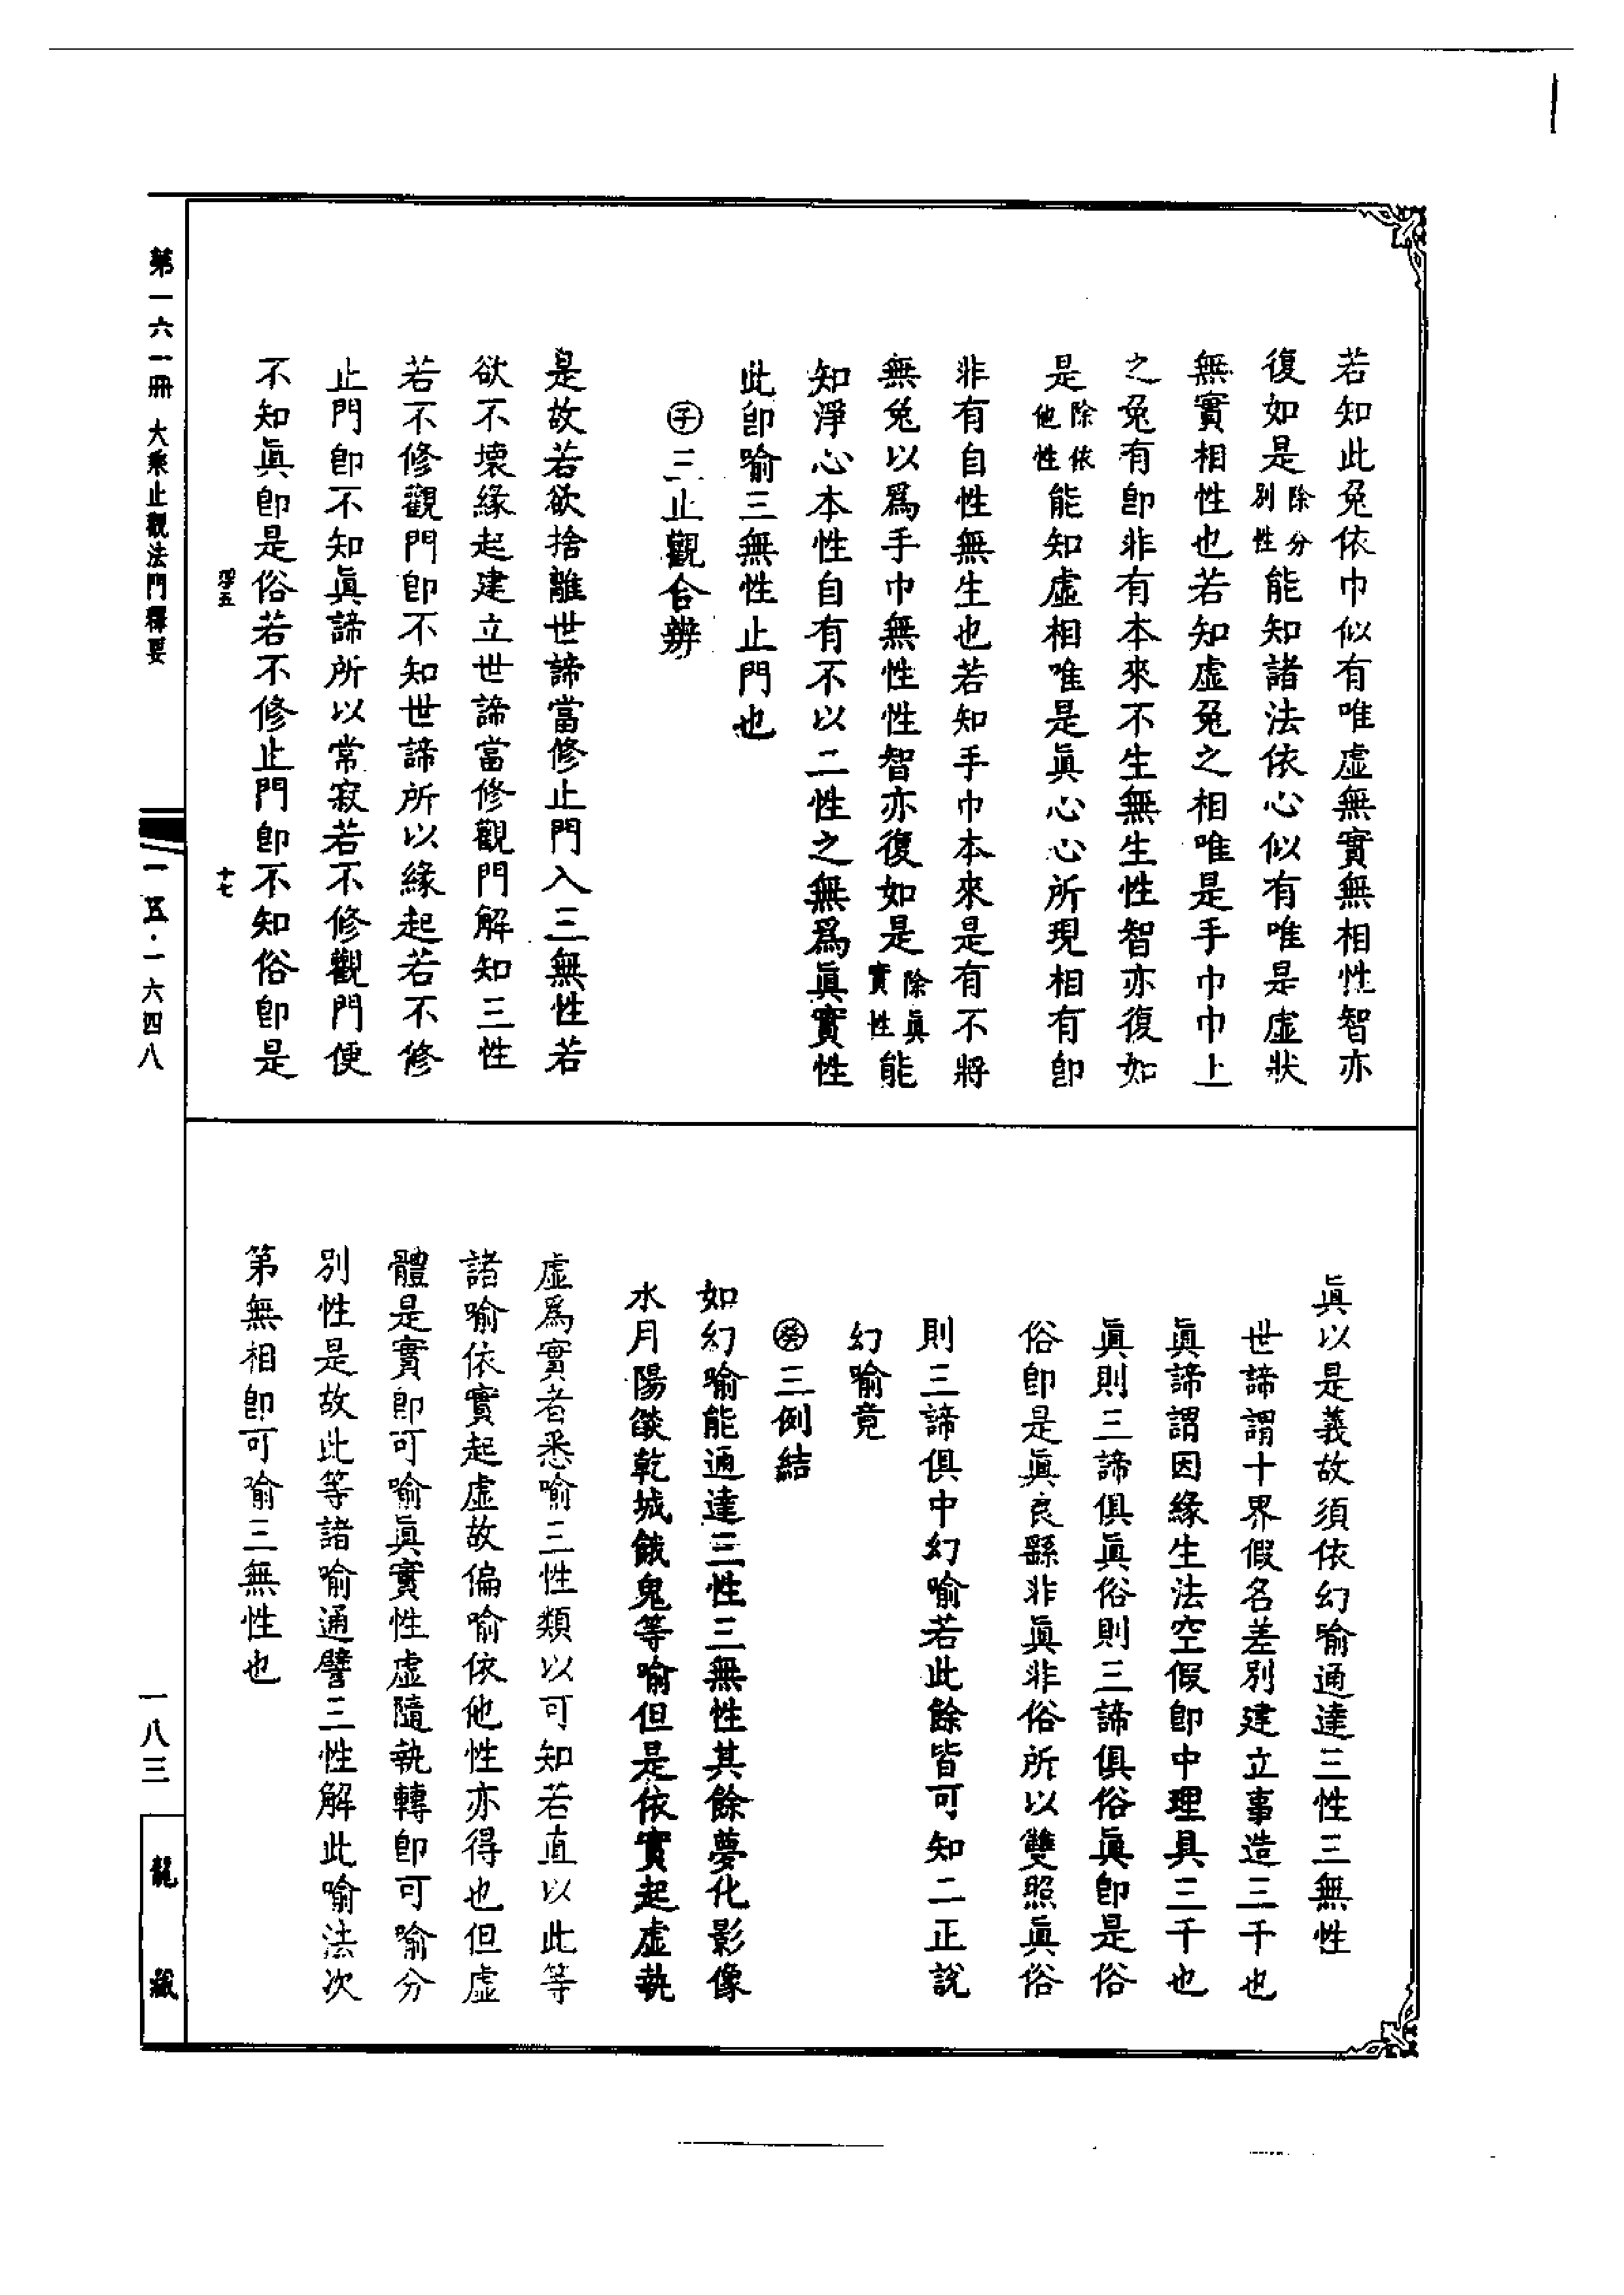 若知此兔依巾似有唯虛無實無相性智亦
復如是除分別性能知諸法依心似有唯是虛狀
無實相性也若知虛兔之相唯是手巾巾上
之兔有卽非有本來不生無生性智亦復如
是除依他性能知虛相唯是眞心心所現相有卽
非有自性無生也若知手巾本來是有不將
無兔以爲手巾無性性智亦復如是除眞實性能
知淨心本性自有不以二性之無爲眞實性
此卽喻三無性止門也
㊗子三止觀合辨
是故若欲捨離世諦當修止門入三無性若
欲不壞緣起建立世諦當修觀門解知三性
若不修觀門卽不知世諦所以緣起若不修
止門卽不知眞諦所以常寂若不修觀門便
不知眞卽是俗若不修止門卽不知俗卽是
眞以是義故須依幻喻通達三性三無性
世諦謂十界假名差別建立事造三千也
眞諦謂因緣生法空假卽中理具三千也
眞則三諦俱眞俗則三諦俱俗眞卽是俗
俗卽是眞良繇非眞非俗所以雙照眞俗
則三諦俱中幻喻若此餘皆可知二正說
幻喻竟
癸三例結
如幻喻能通達三性三無性其餘夢化影像
水月陽燄乾城餓鬼等喻但是依實起虛執
虛爲實者悉喻三性類以可知若直以此等
諸喻依實起虛故偏喻依他性亦得也但虛
體是實卽可喻眞實性虛隨執轉卽可喻分
別性是故此等諸喻通譬三性解此喻法次
第無相卽可喻三無性也
第一六一冊 大乘止觀法門釋要
一五·一六四八
一八三
龍藏
十七